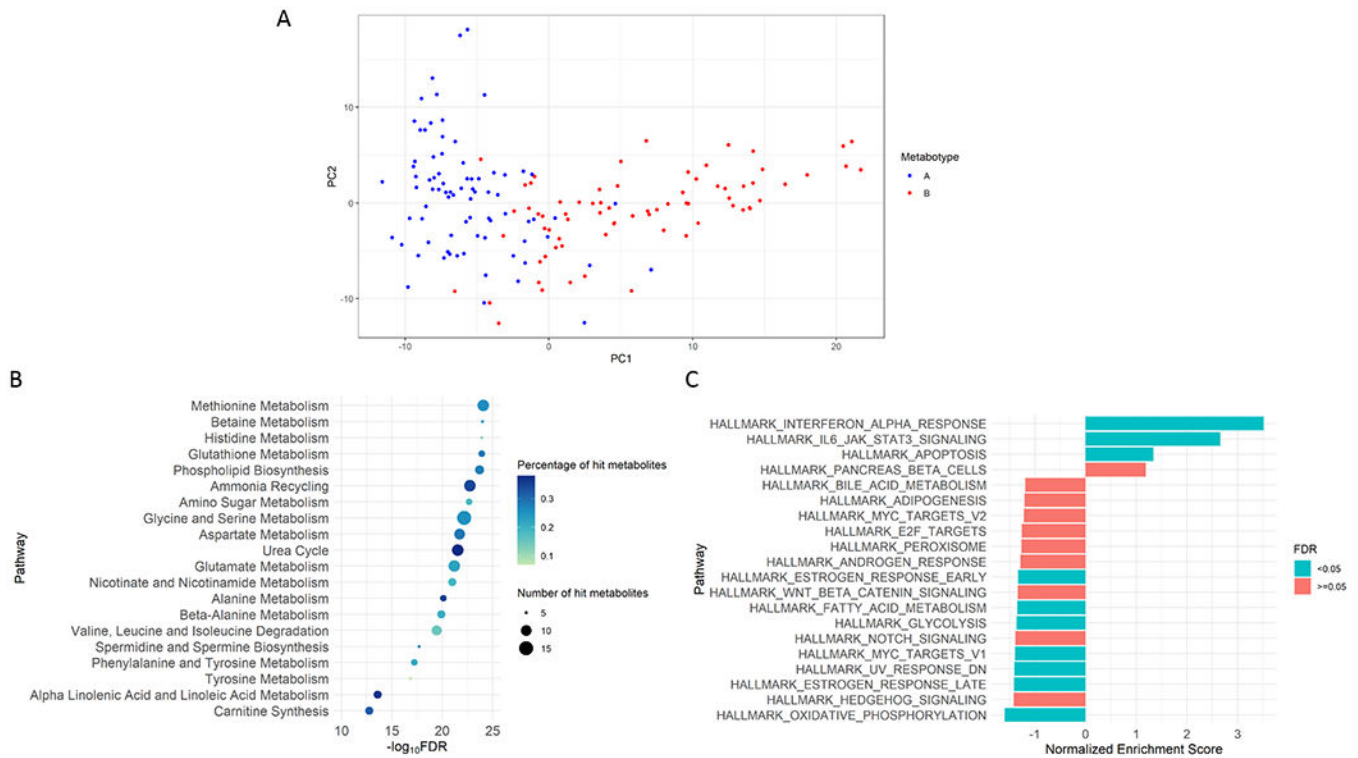 A
10
0
-10
PC2
-10
0
10
20
PC1
Metabotype
A
B
B
Pathway
Methionine Metabolism
Betaine Metabolism
Histidine Metabolism
Glutathione Metabolism
Phospholipid Biosynthesis
Ammonia Recycling
Amino Sugar Metabolism
Glycine and Serine Metabolism
Aspartate Metabolism
Urea Cycle
Glutamate Metabolism
Nicotinate and Nicotinamide Metabolism
Alanine Metabolism
Beta-Alanine Metabolism
Valine, Leucine and Isoleucine Degradation
Spermidine and Spermine Biosynthesis
Phenylalanine and Tyrosine Metabolism
Tyrosine Metabolism
Alpha Linolenic Acid and Linoleic Acid Metabolism
Carnitine Synthesis
10 15 20 25
-log₁₀FDR
Percentage of hit metabolites
0.3
0.2
0.1
Number of hit metabolites
5
10
15
C
Pathway
HALLMARK_INTERFERON_ALPHA_RESPONSE
HALLMARK_IL6_JAK_STAT3_SIGNALING
HALLMARK_APOPTOSIS
HALLMARK_PANCREAS_BETA_CELLS
HALLMARK_BILE_ACID_METABOLISM
HALLMARK_ADIPOGENESIS
HALLMARK_MYC_TARGETS_V2
HALLMARK_E2F_TARGETS
HALLMARK_PEROXISOME
HALLMARK_ANDROGEN_RESPONSE
HALLMARK_ESTROGEN_RESPONSE_EARLY
HALLMARK_WNT_BETA_CATENIN_SIGNALING
HALLMARK_FATTY_ACID_METABOLISM
HALLMARK_GLYCOLYSIS
HALLMARK_NOTCH_SIGNALING
HALLMARK_MYC_TARGETS_V1
HALLMARK_UV_RESPONSE_DN
HALLMARK_ESTROGEN_RESPONSE_LATE
HALLMARK_HEDGEHOG_SIGNALING
HALLMARK_OXIDATIVE_PHOSPHORYLATION
-1 0 1 2 3
Normalized Enrichment Score
FDR
<0.05
>=0.05